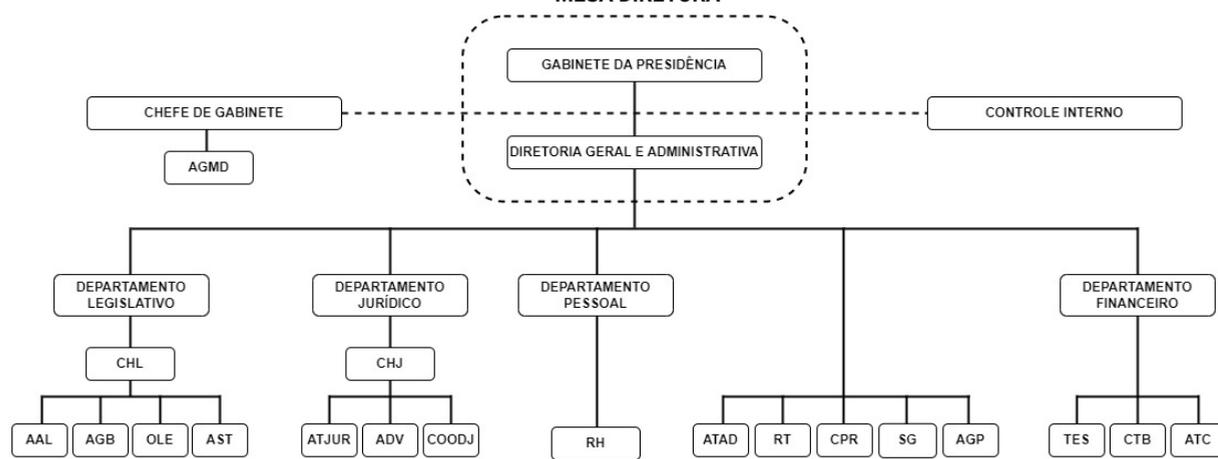 MESA DIRETORA
GABINETE DA PRESIDÊNCIA
CHEFE DE GABINETE
CONTROLE INTERNO
DIRETORIA GERAL E ADMINISTRATIVA
AGMD
DEPARTAMENTO
LEGISLATIVO
DEPARTAMENTO
JURÍDICO
DEPARTAMENTO
PESSOAL
DEPARTAMENTO
FINANCEIRO
CHL
CHJ
AAL
AGB
OLE
AST
ATJUR
ADV
COODJ
RH
ATAD
RT
CPR
SG
AGP
TES
CTB
ATC